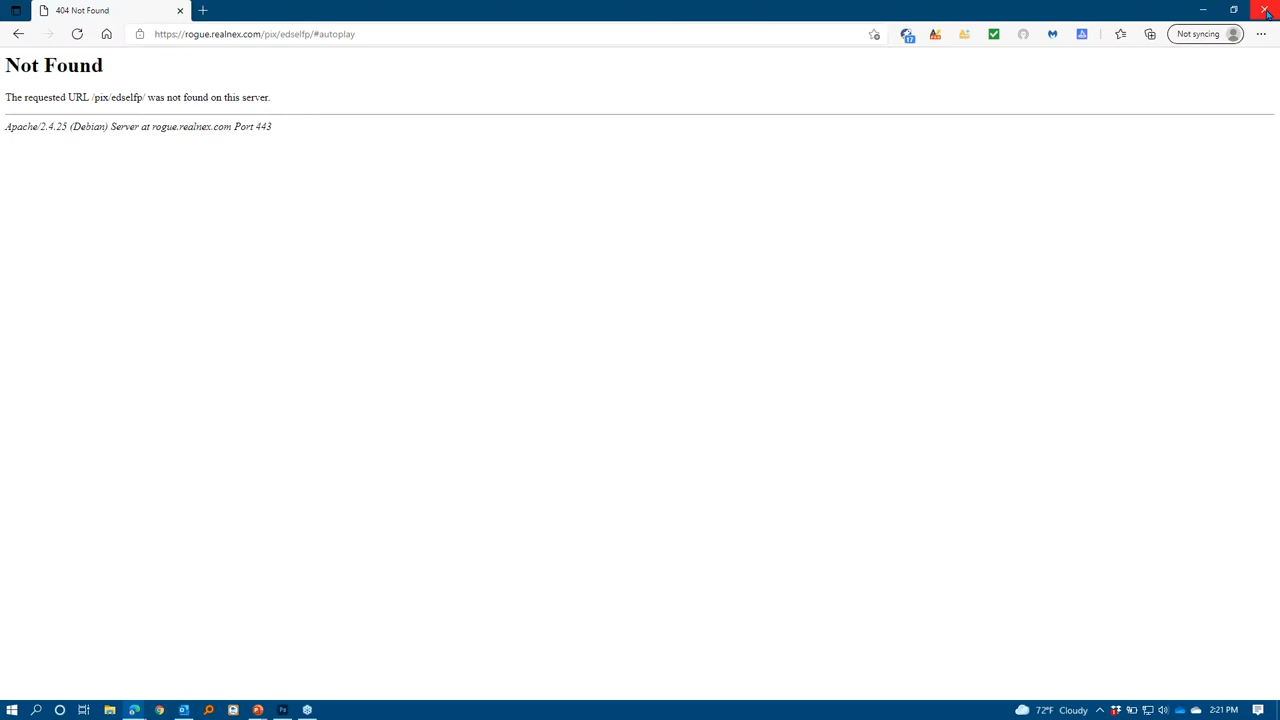 404 Not Found
https://rogue.realnex.com/pix/edselfp/#autoplay
17
Not syncing
Not Found
The requested URL /pix/edselfp/ was not found on this server.
Apache/2.4.25 (Debian) Server at rogue.realnex.com Port 443
Ps
72°F Cloudy
2:21 PM